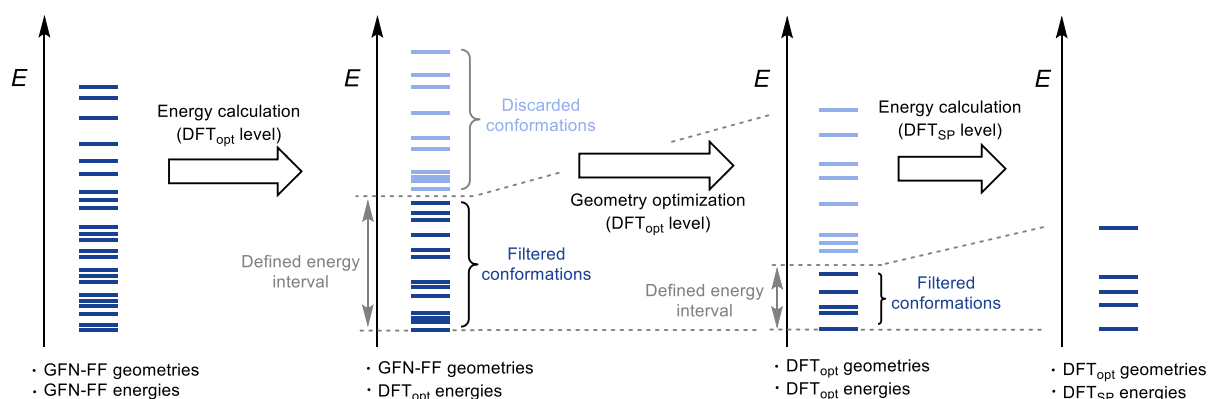 E
Energy calculation
(DFTopt level)
E
Discarded
conformations
Defined energy
interval
Filtered
conformations
Geometry optimization
(DFTopt level)
E
Defined energy
interval
Filtered
conformations
Energy calculation
(DFTSP level)
E
· GFN-FF geometries
· GFN-FF energies
· GFN-FF geometries
· DFTopt energies
· DFTopt geometries
· DFTopt energies
· DFTopt geometries
· DFTSP energies